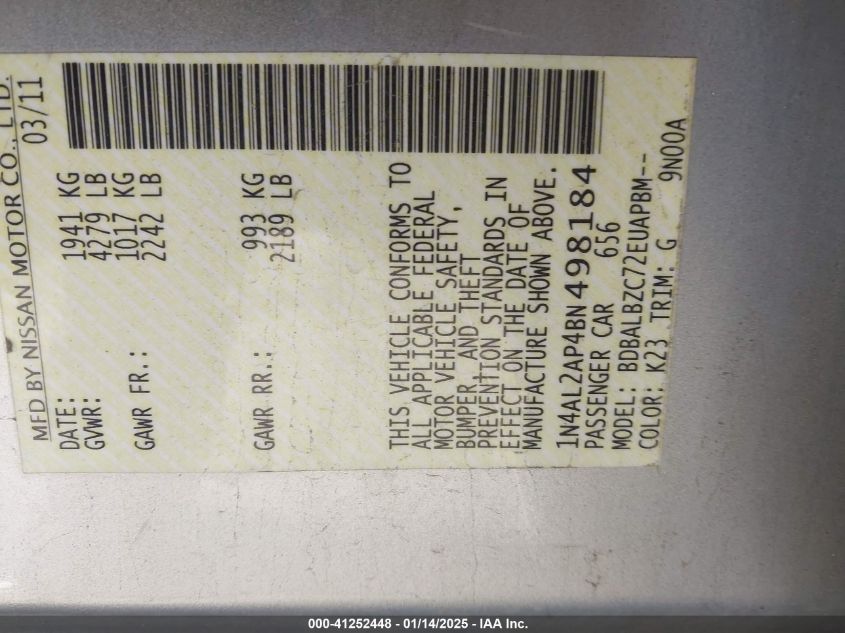 MFD BY NISSAN MOTOR CO., LTD.
DATE: 03/11
GVWR: 1941 KG
4279 LB
GAWR FR.: 1017 KG
2242 LB
GAWR RR.: 993 KG
2189 LB
THIS VEHICLE CONFORMS TO
ALL APPLICABLE FEDERAL
MOTOR VEHICLE SAFETY,
BUMPER, AND THEFT
PREVENTION STANDARDS IN
EFFECT ON THE DATE OF
MANUFACTURE SHOWN ABOVE.
1N4AL2AP4BN498184
PASSENGER CAR 656
MODEL: BDBALBZC72EUAPBM--
COLOR: K23 TRIM: G 9N00A
000-41252448 - 01/14/2025 - IAA Inc.